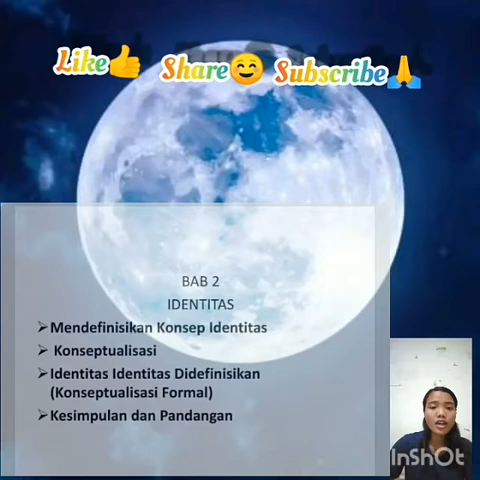 Like👍 Share☺️ Subscribe🙏
BAB 2
IDENTITAS
➢Mendefinisikan Konsep Identitas
➢ Konseptualisasi
➢Identitas Identitas Didefinisikan
(Konseptualisasi Formal)
➢Kesimpulan dan Pandangan
InShOt